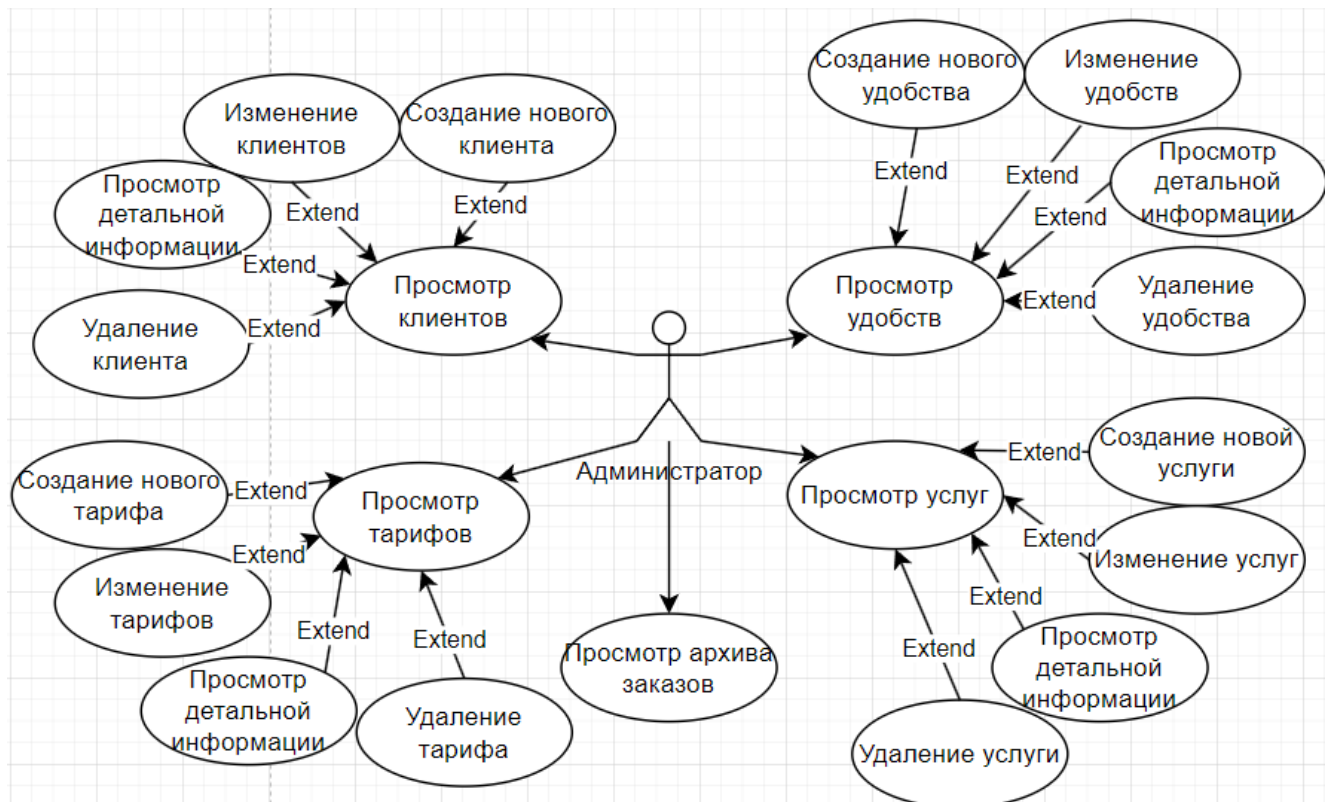 Создание нового
удобства
Изменение
удобств
Изменение
клиентов
Создание нового
клиента
Просмотр
детальной
информации
Просмотр
детальной
информации
Extend
Extend
Extend
Extend
Extend
Extend
Просмотр
клиентов
Просмотр
удобств
Extend
Удаление
удобства
Удаление
клиента
Extend
Администратор
Создание нового
тарифа
Extend
Просмотр
тарифов
Просмотр услуг
Extend
Создание новой
услуги
Extend
Изменение
тарифов
Extend
Изменение услуг
Extend
Extend
Extend
Extend
Просмотр
детальной
информации
Удаление
тарифа
Просмотр архива
заказов
Просмотр
детальной
информации
Удаление услуги